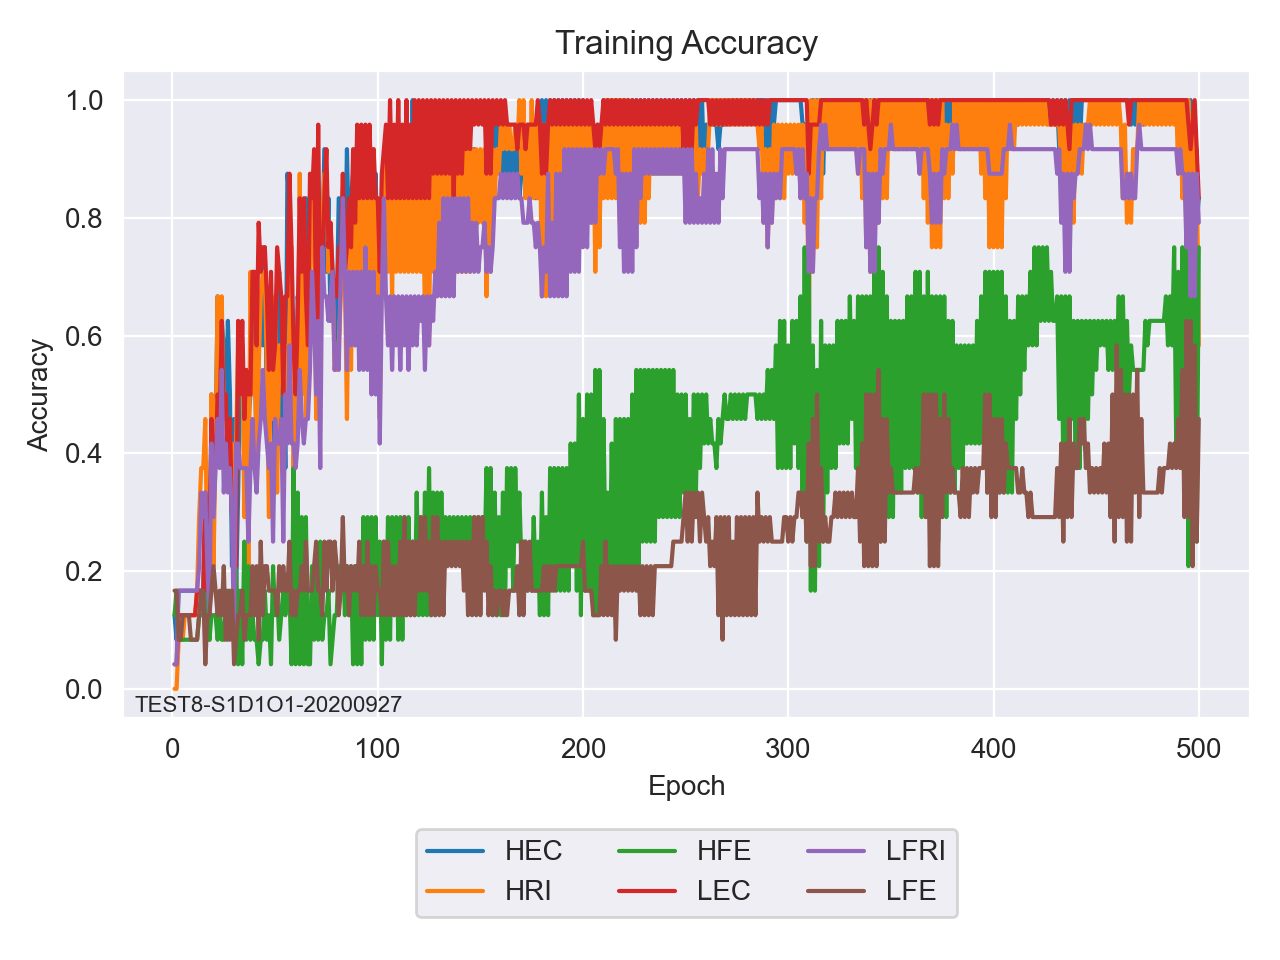 Training Accuracy
1.0
0.8
0.6
0.4
0.2
0.0
Accuracy
TEST8-S1D1O1-20200927
0 100 200 300 400 500
Epoch
HEC HFE LFRI
HRI LEC LFE